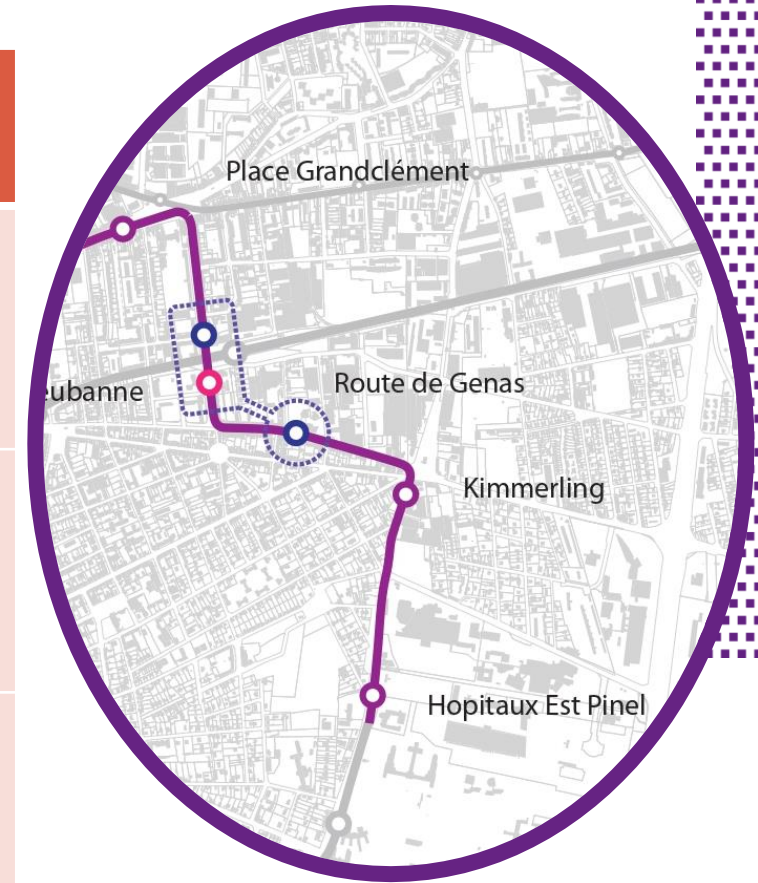 Place Grandclément
Route de Genas
eubanne
Kimmerling
Hopitaux Est Pinel